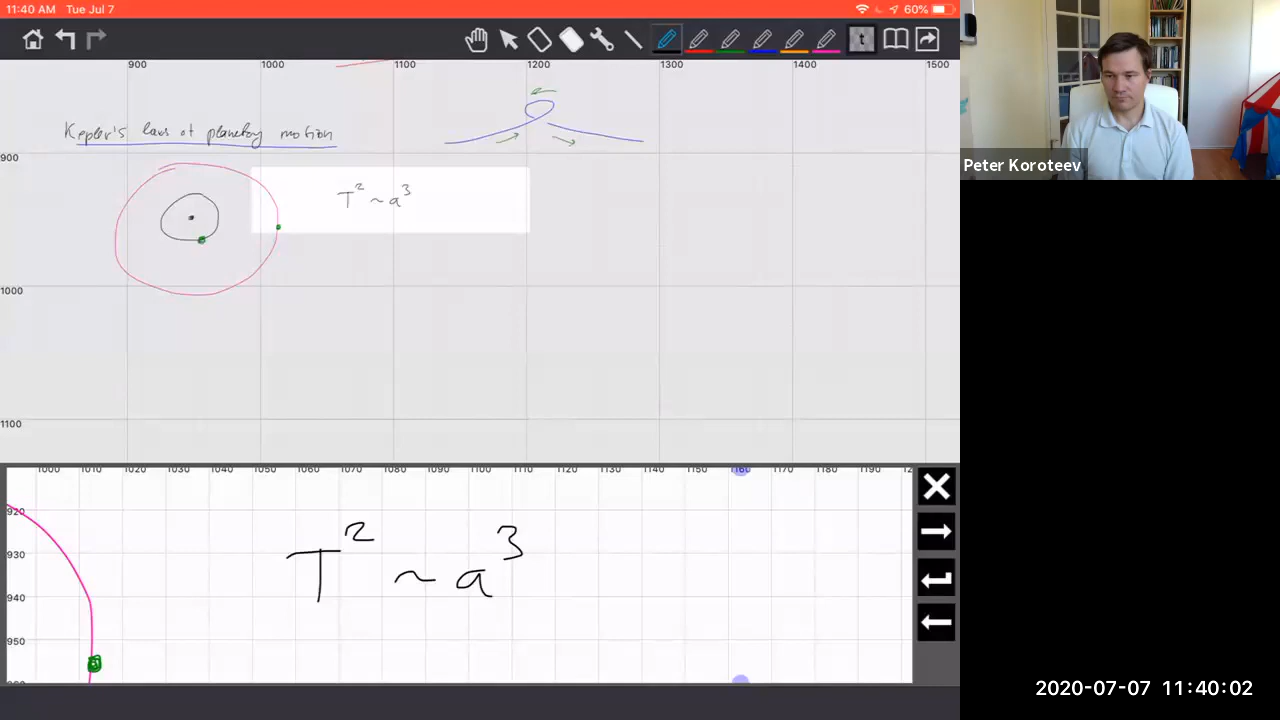 11:40 AM Tue Jul 7
60%
t
900 1000 1100 1200 1300 1400 1500
Kepler's laws of planetary motion
900
T² ~ a³
1000
1100
1000 1010 1020 1030 1040 1050 1060 1070 1080 1090 1100 1110 1120 1130 1140 1150 1160 1170 1180 1190
920
930
940
950
T² ~ a³
Peter Koroteev
2020-07-07 11:40:02